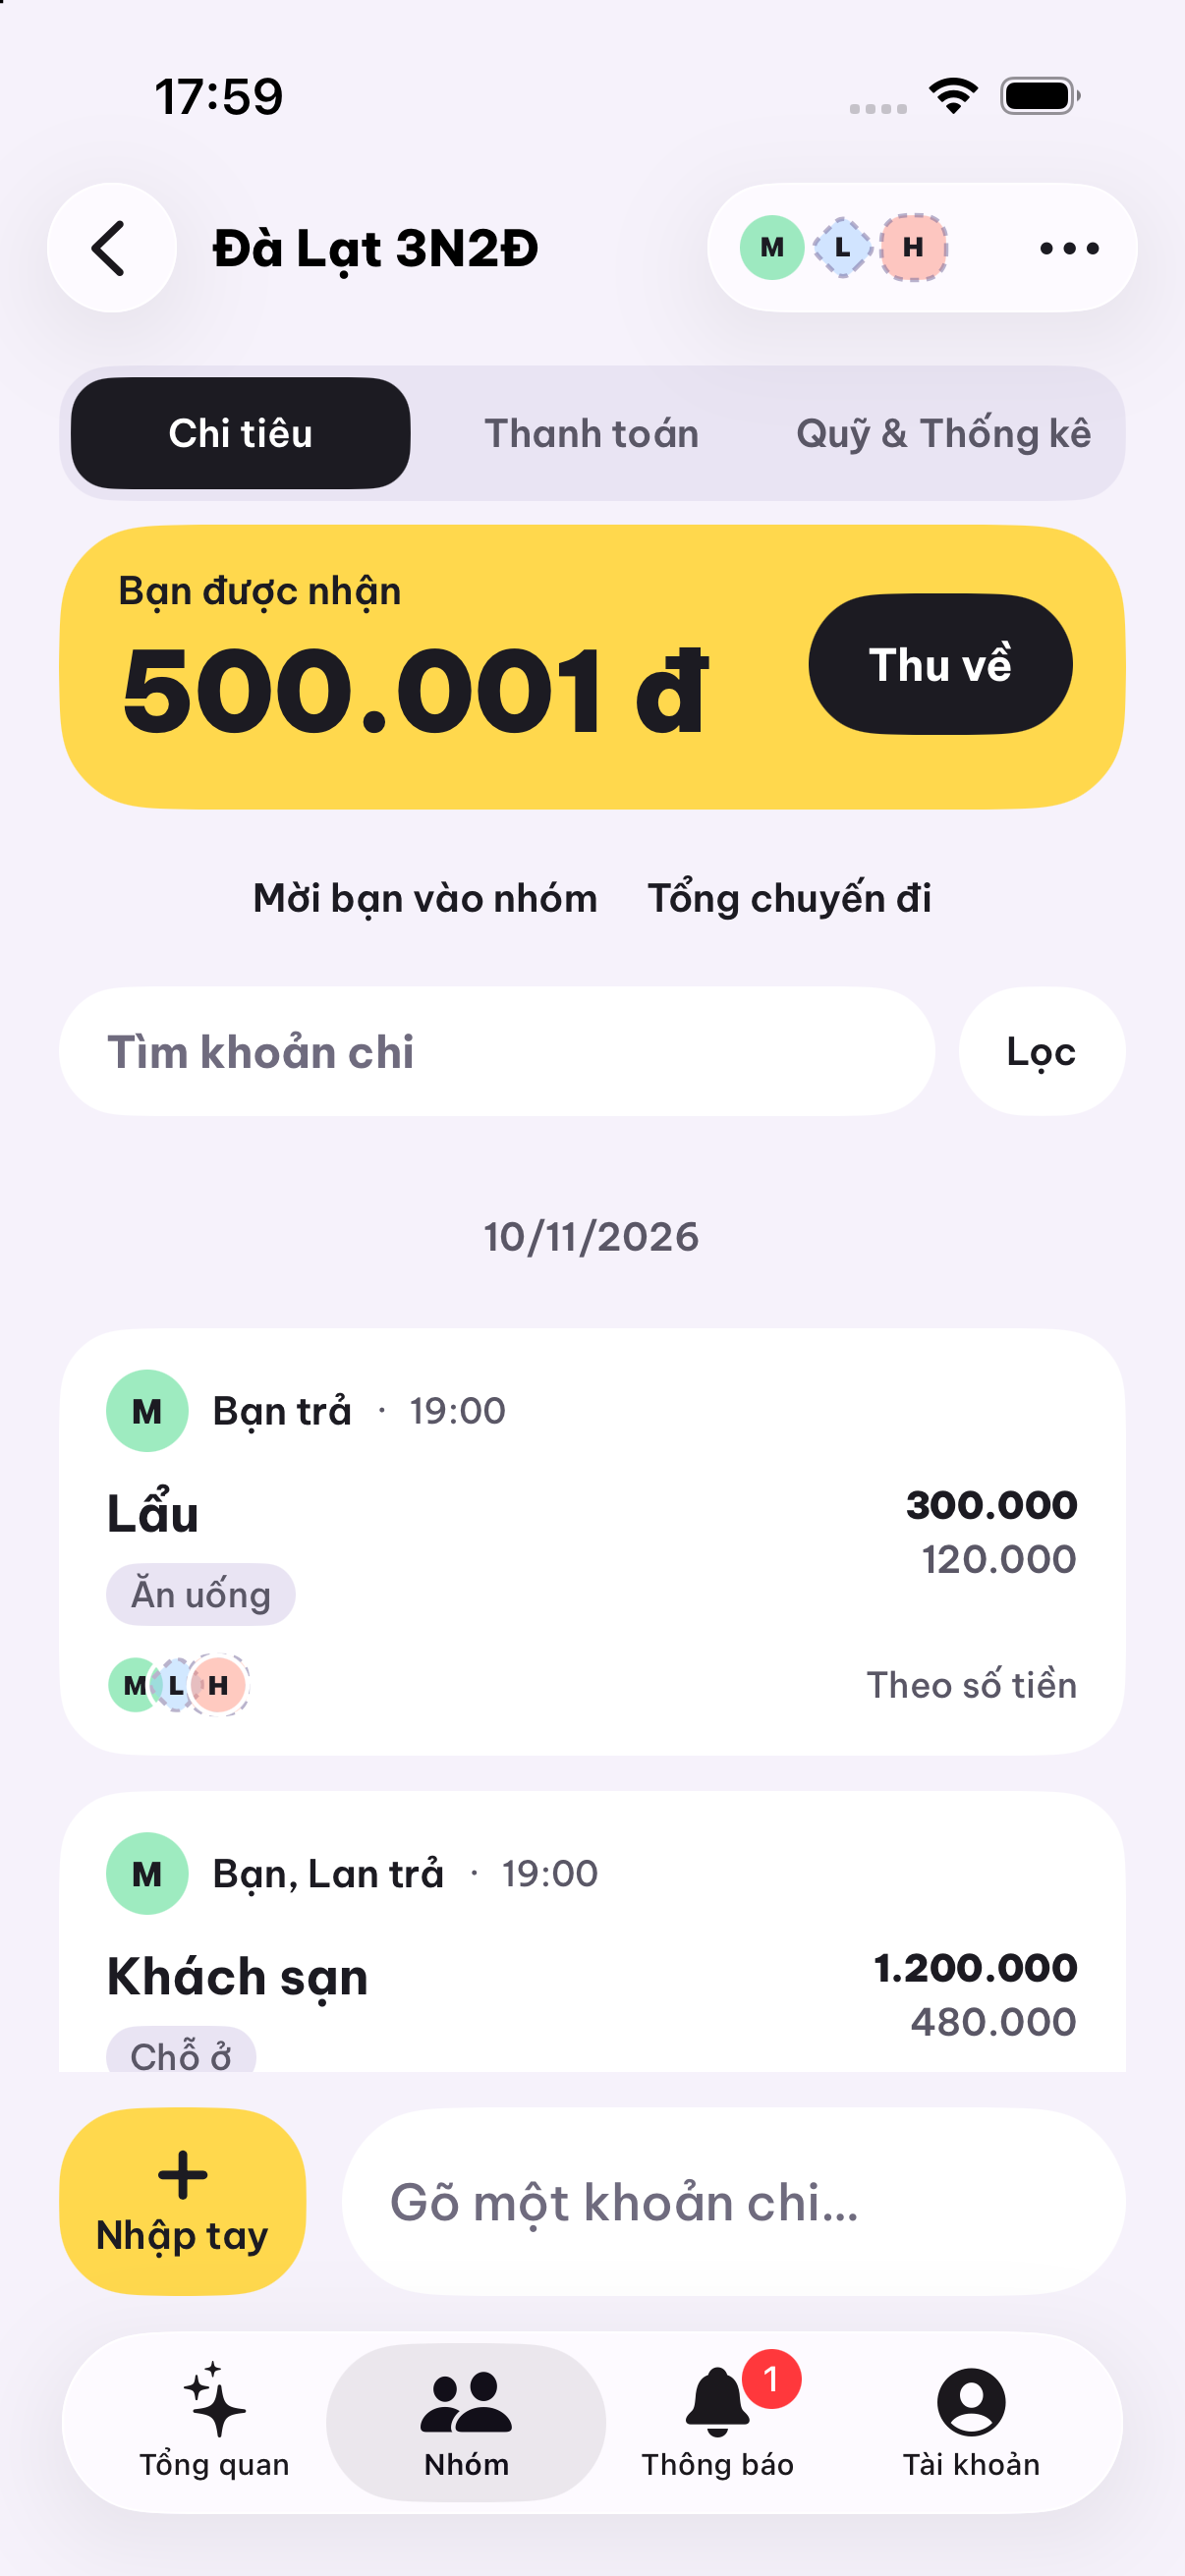 17:59
Đà Lạt 3N2Đ
M L H
Chi tiêu Thanh toán Quỹ & Thống kê
Bạn được nhận
500.001 đ
Thu về
Mời bạn vào nhóm Tổng chuyến đi
Tìm khoản chi
Lọc
10/11/2026
M Bạn trả · 19:00
Lẩu
300.000
120.000
Ăn uống
M L H
Theo số tiền
M Bạn, Lan trả · 19:00
Khách sạn
1.200.000
480.000
Chỗ ở
Nhập tay
Gõ một khoản chi...
1
Tổng quan Nhóm Thông báo Tài khoản